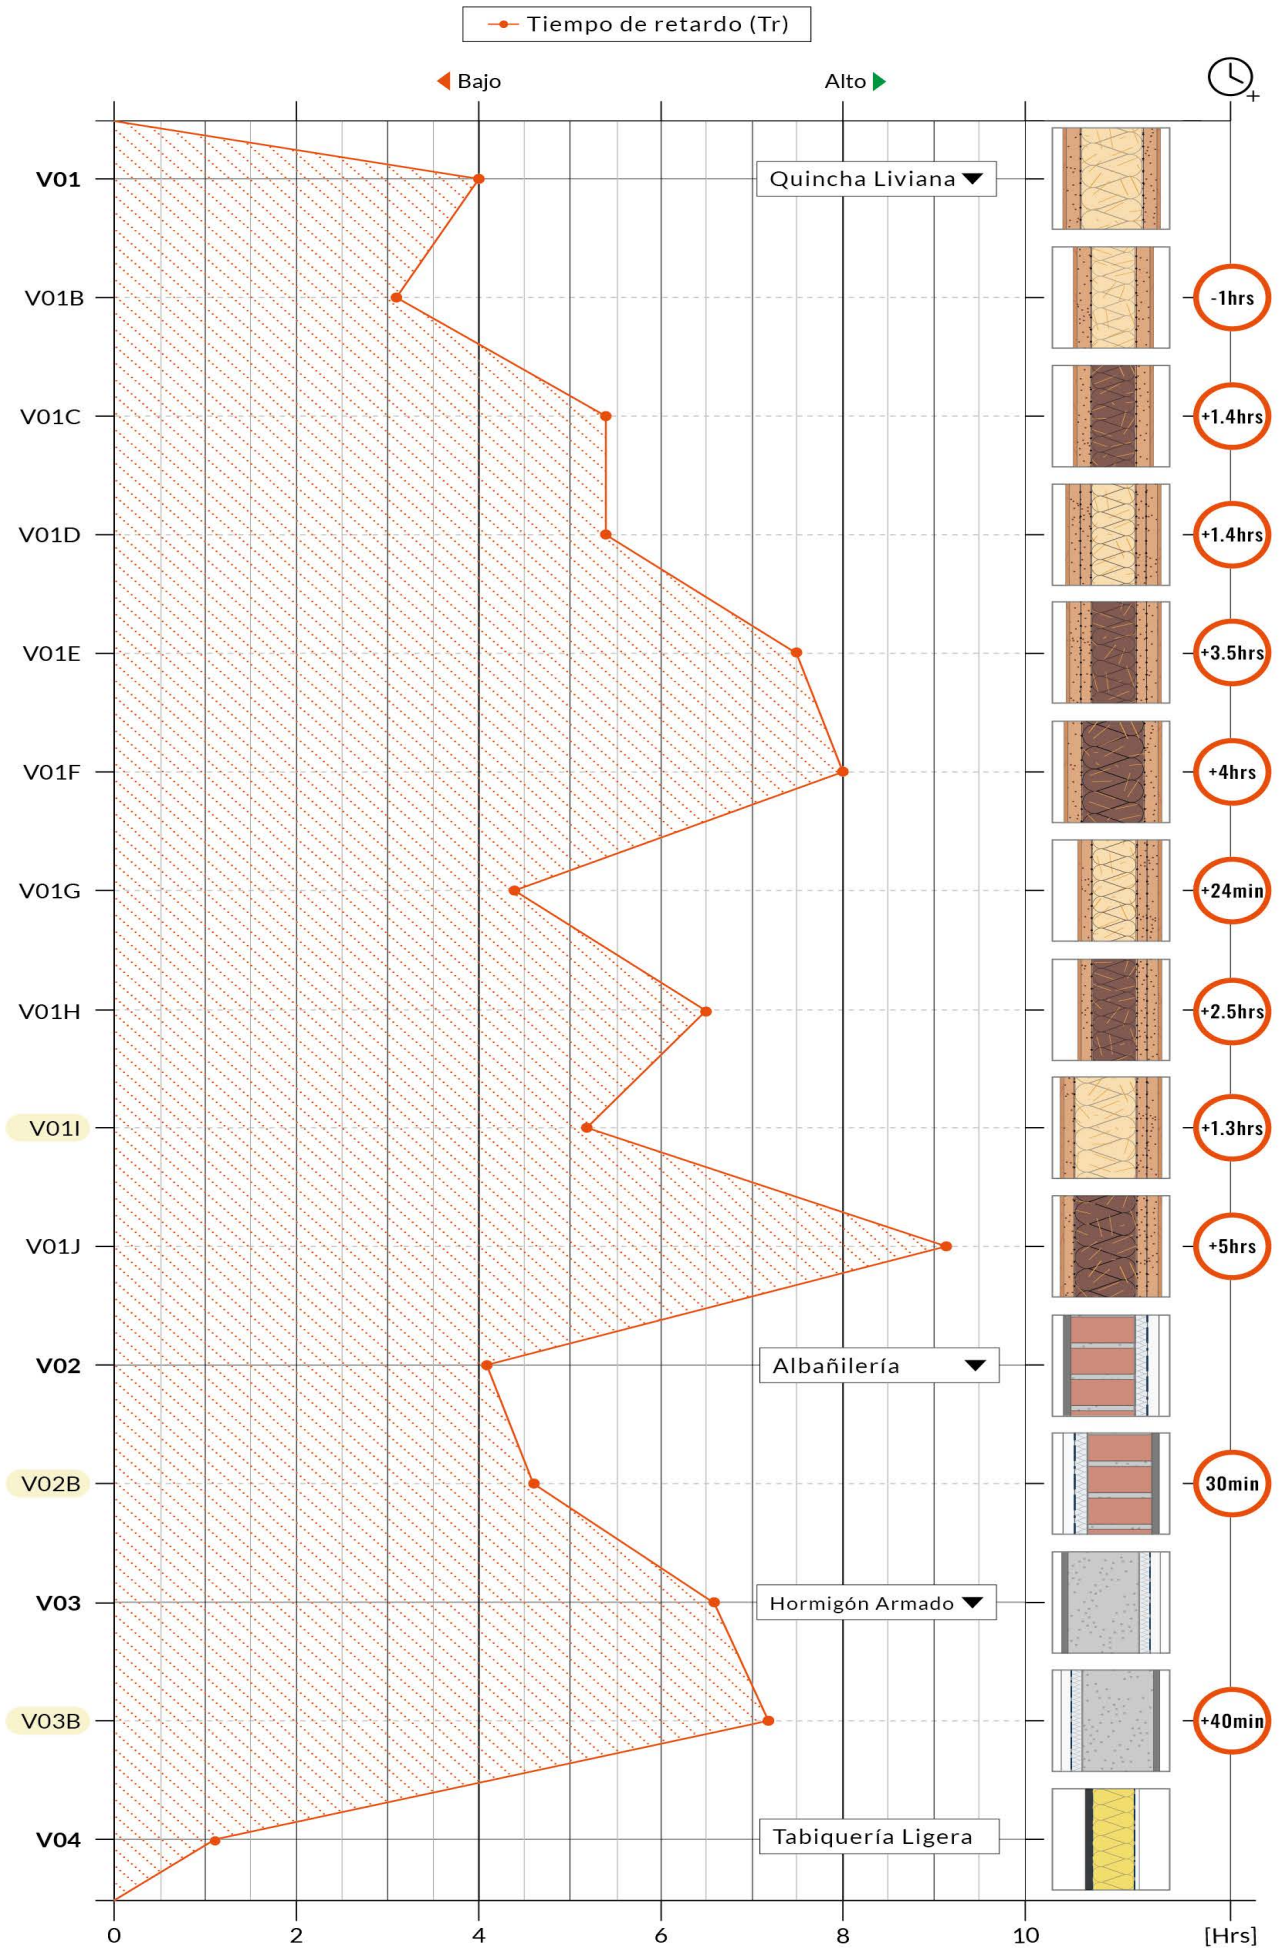 Tiempo de retardo (Tr)
Bajo Alto
V01 Quincha Liviana
V01B -1hrs
V01C +1.4hrs
V01D +1.4hrs
V01E +3.5hrs
V01F +4hrs
V01G +24min
V01H +2.5hrs
V01I +1.3hrs
V01J +5hrs
V02 Albañilería
V02B 30min
V03 Hormigón Armado
V03B +40min
V04 Tabiquería Ligera
0 2 4 6 8 10 [Hrs]